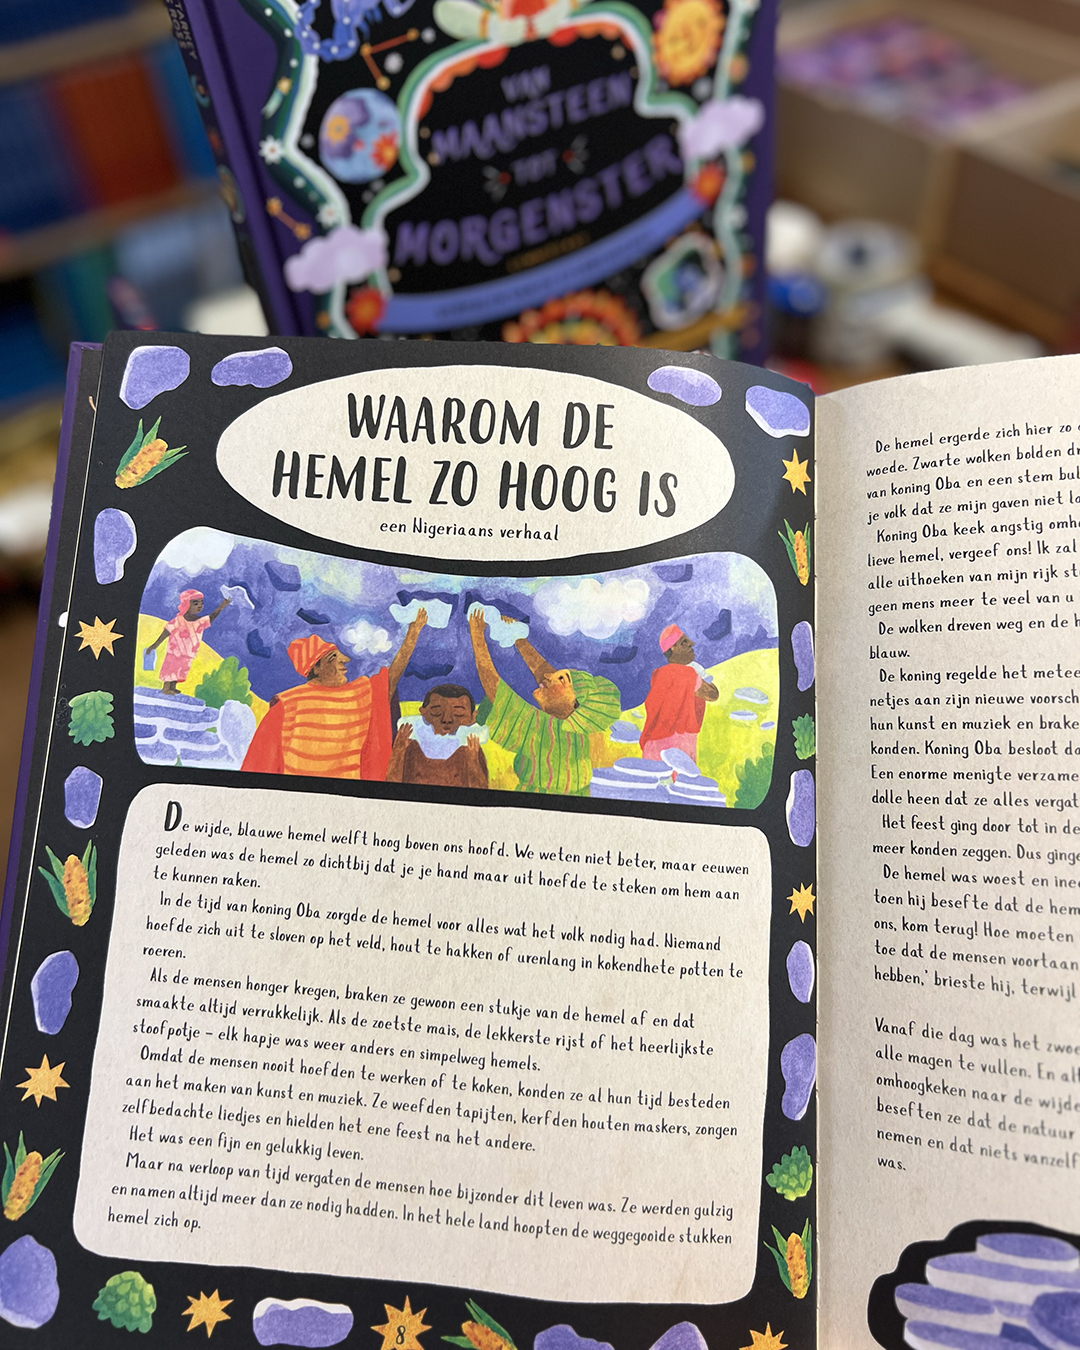 VAN
MAANSTEEN
TOT
MORGENSTER
WAAROM DE
HEMEL ZO HOOG IS
een Nigeriaans verhaal
De wijde, blauwe hemel welft hoog boven ons hoofd. We weten niet beter, maar eeuwen
geleden was de hemel zo dichtbij dat je je hand maar uit hoefde te steken om hem aan
te kunnen raken.
In de tijd van koning Oba zorgde de hemel voor alles wat het volk nodig had. Niemand
hoefde zich uit te sloven op het veld, hout te hakken of urenlang in kokendhete potten te
roeren.
Als de mensen honger kregen, braken ze gewoon een stukje van de hemel af en dat
smaakte altijd verrukkelijk. Als de zoetste mais, de lekkerste rijst of het heerlijkste
stoofpotje – elk hapje was weer anders en simpelweg hemels.
Omdat de mensen nooit hoefden te werken of te koken, konden ze al hun tijd besteden
aan het maken van kunst en muziek. Ze weefden tapijten, kerfden houten maskers, zongen
zelfbedachte liedjes en hielden het ene feest na het andere.
Het was een fijn en gelukkig leven.
Maar na verloop van tijd vergaten de mensen hoe bijzonder dit leven was. Ze werden gulzig
en namen altijd meer dan ze nodig hadden. In het hele land hoopten de weggegooide stukken
hemel zich op.
8
De hemel ergerde zich hier zo
woede. Zwarte wolken bolden
van koning Oba en een stem
je volk dat ze mijn gaven niet
Koning Oba keek angstig
lieve hemel, vergeef ons! Ik zal
alle uithoeken van mijn rijk
geen mens meer te veel van u
De wolken dreven weg en de
blauw.
De koning regelde het
netjes aan zijn nieuwe
hun kunst en muziek en
konden. Koning Oba besloot
Een enorme menigte
dolle heen dat ze alles
Het feest ging door tot in de
meer konden zeggen. Dus
De hemel was woest en
toen hij besefte dat de
ons, kom terug! Hoe moeten
toe dat de mensen voortaan
hebben,' brieste hij, terwijl
Vanaf die dag was het
alle magen te vullen. En
omhoogkeken naar de
beseften ze dat de natuur
nemen en dat niets
was.